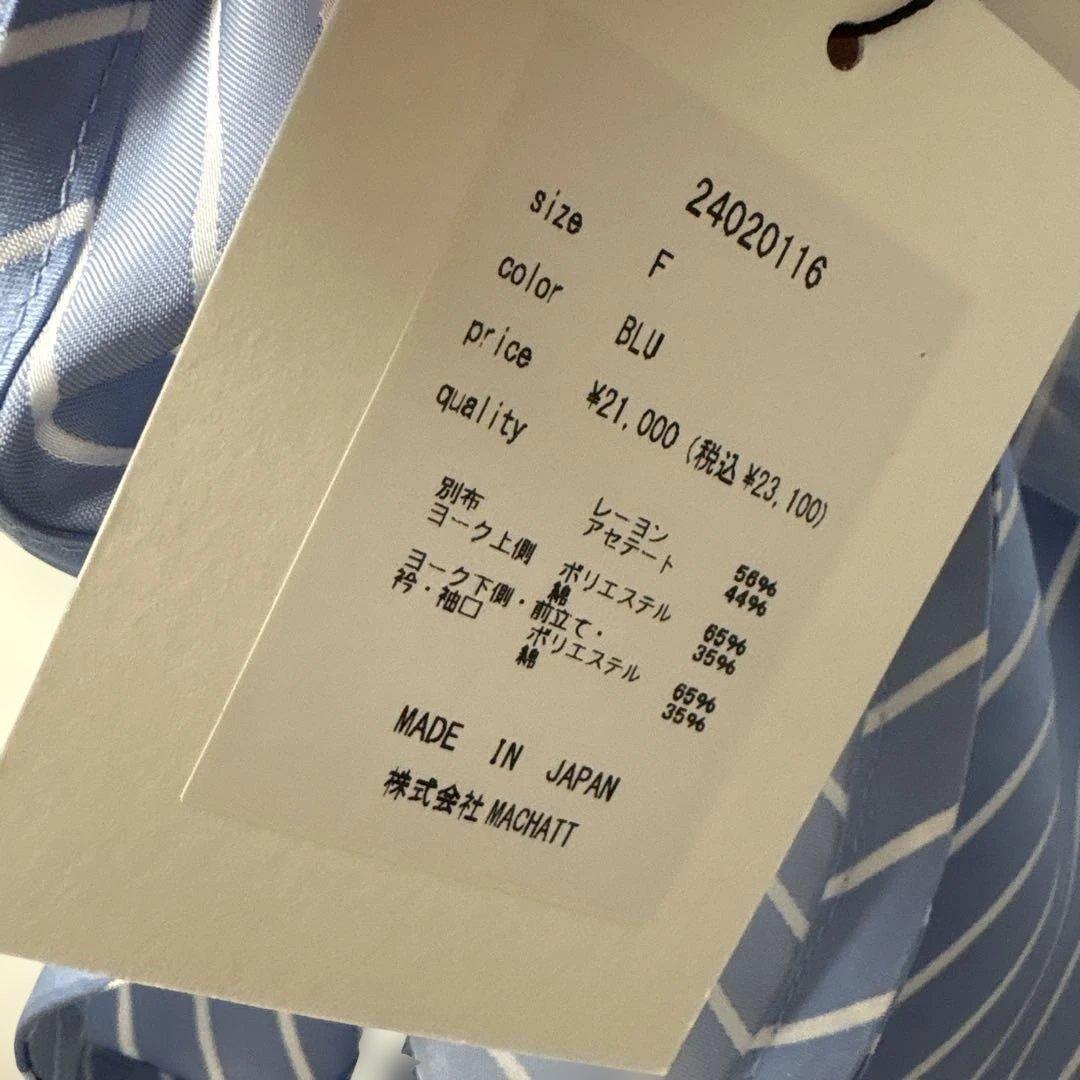 24020116
size F
color BLU
price ¥21,000 (税込 ¥23,100)
quality
レーヨン 56%
アセテート 44%
別布
ヨーク上側 ポリエステル 65%
綿 35%
ヨーク下側・前立て・
衿・袖口 ポリエステル 65%
綿 35%
MADE IN JAPAN
株式会社 MACHATT